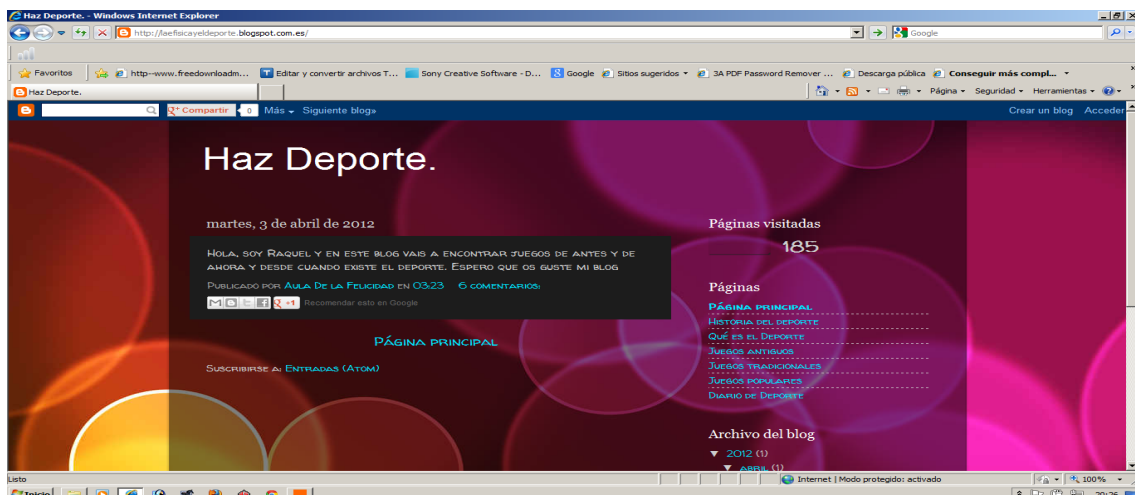 Haz Deporte. - Windows Internet Explorer
http://laefisicayeldeporte.blogspot.com.es/
Google
Favoritos http--www.freedownloadm... Editar y convertir archivos T... Sony Creative Software - D... Google Sitios sugeridos 3A PDF Password Remover ... Descarga pública Conseguir más compl...
Haz Deporte.
Página Seguridad Herramientas
Compartir 0 Más Siguiente blog» Crear un blog Acceder
Haz Deporte.
martes, 3 de abril de 2012
Hola, soy Raquel y en este blog vais a encontrar juegos de antes y de
ahora y desde cuando existe el deporte. Espero que os guste mi blog
Publicado por Aula De la Felicidad en 03:23 6 comentarios:
+1 Recomendar esto en Google
Página principal
Suscribirse a: Entradas (Atom)
Páginas visitadas
185
Páginas
Página principal
Historia del deporte
Qué es el Deporte
Juegos antiguos
Juegos tradicionales
Juegos populares
Diario de Deporte
Archivo del blog
▼ 2012 (1)
▼ abril (1)
Listo Internet | Modo protegido: activado 100%
Inicio 20:26